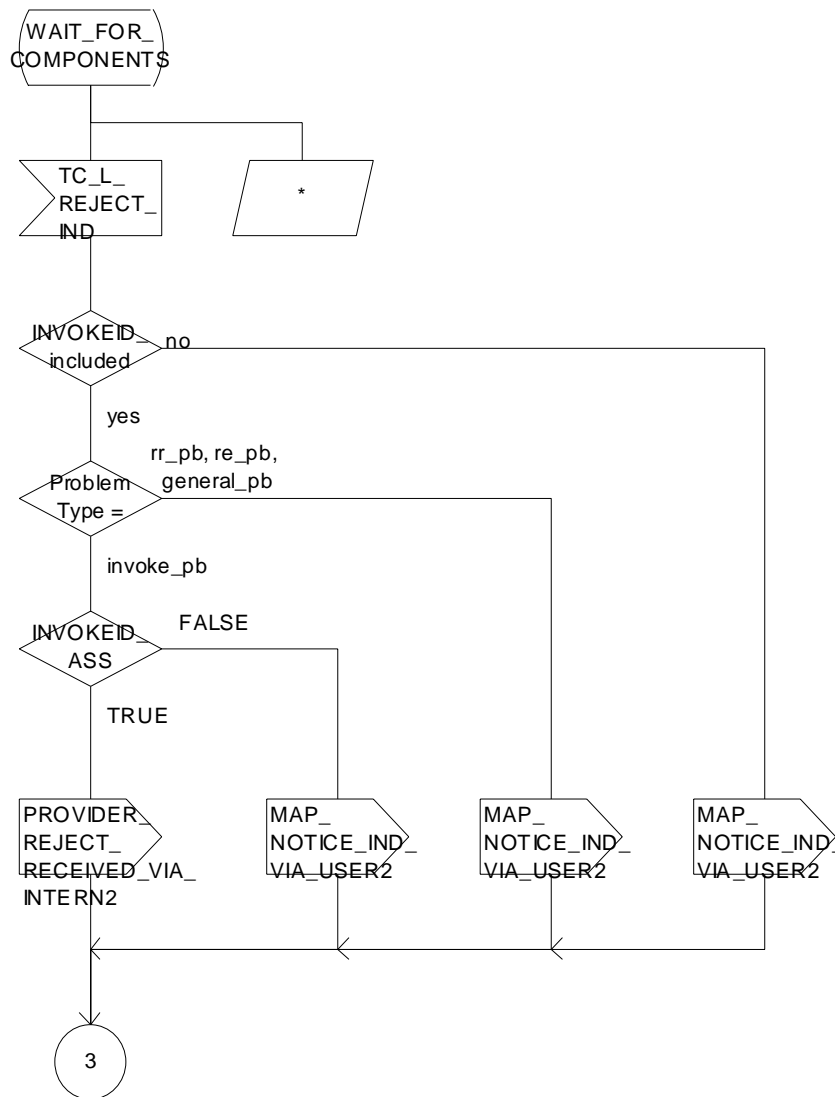 WAIT_FOR_
COMPONENTS
TC_L_
REJECT_
IND
*
INVOKEID_
included
no
yes
rr_pb, re_pb,
general_pb
Problem
Type =
invoke_pb
INVOKEID_
ASS
FALSE
TRUE
PROVIDER_
REJECT_
RECEIVED_VIA_
INTERN2
MAP_
NOTICE_IND_
VIA_USER2
MAP_
NOTICE_IND_
VIA_USER2
MAP_
NOTICE_IND_
VIA_USER2
3